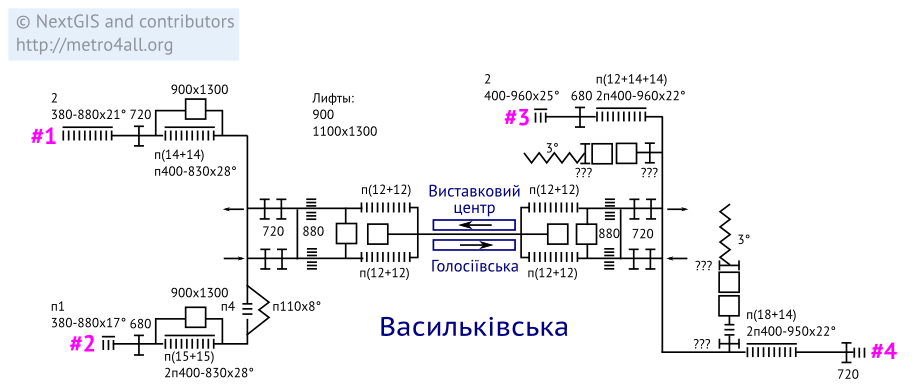 © NextGIS and contributors
http://metro4all.org
2
380-880x21°
720
900x1300
#1
п(14+14)
п400-830x28°
Лифты:
900
1100x1300
2
400-960x25°
680
п(12+14+14)
2п400-960x22°
#3
3°
???
???
п(12+12)
Виставковий
центр
п(12+12)
720
880
880
720
п(12+12)
Голосіївська
п(12+12)
3°
???
п1
380-880x17°
680
900x1300
п4
п110x8°
#2
п(15+15)
2п400-830x28°
Васильківська
п(18+14)
2п400-950x22°
???
#4
720